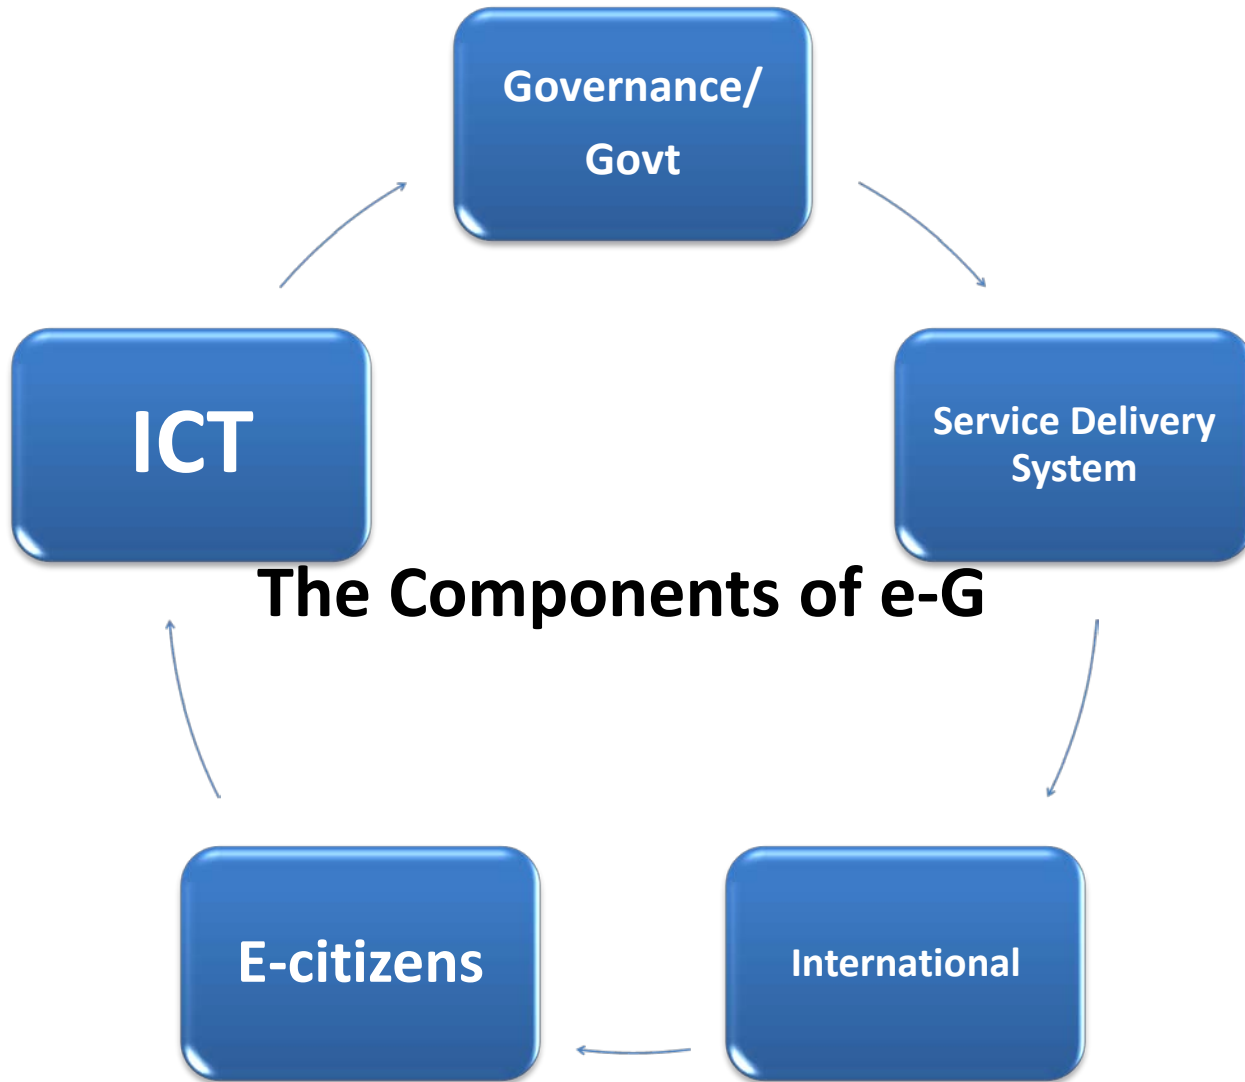 Governance/
Govt
ICT
Service Delivery
System
The Components of e-G
E-citizens
International